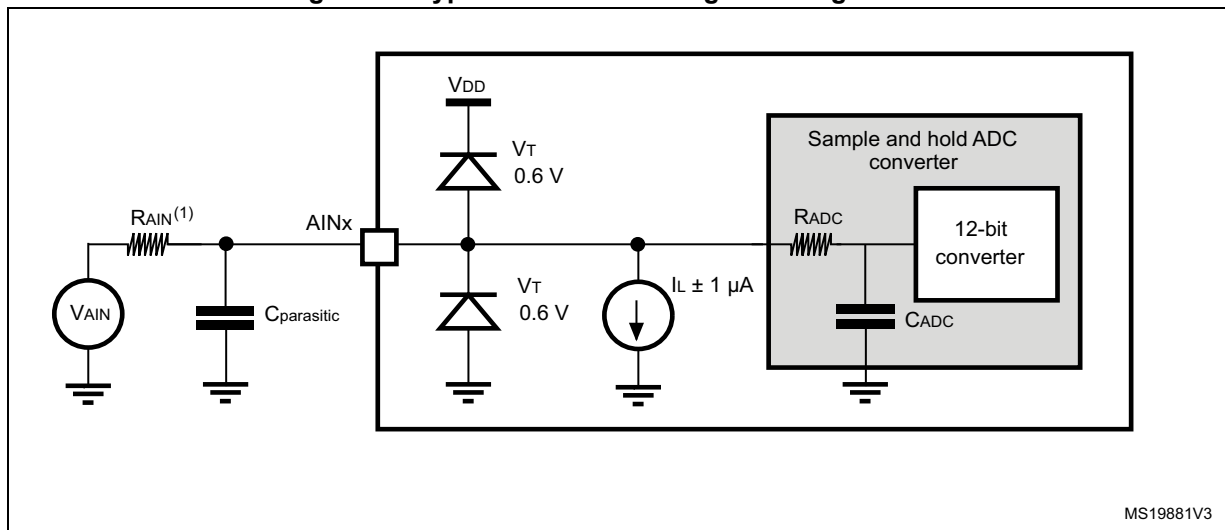 VDD
Sample and hold ADC
converter
VT
0.6 V
RAIN(1)
AINx
RADC
12-bit
converter
VAIN
Cparasitic
VT
0.6 V
IL ± 1 µA
CADC
MS19881V3